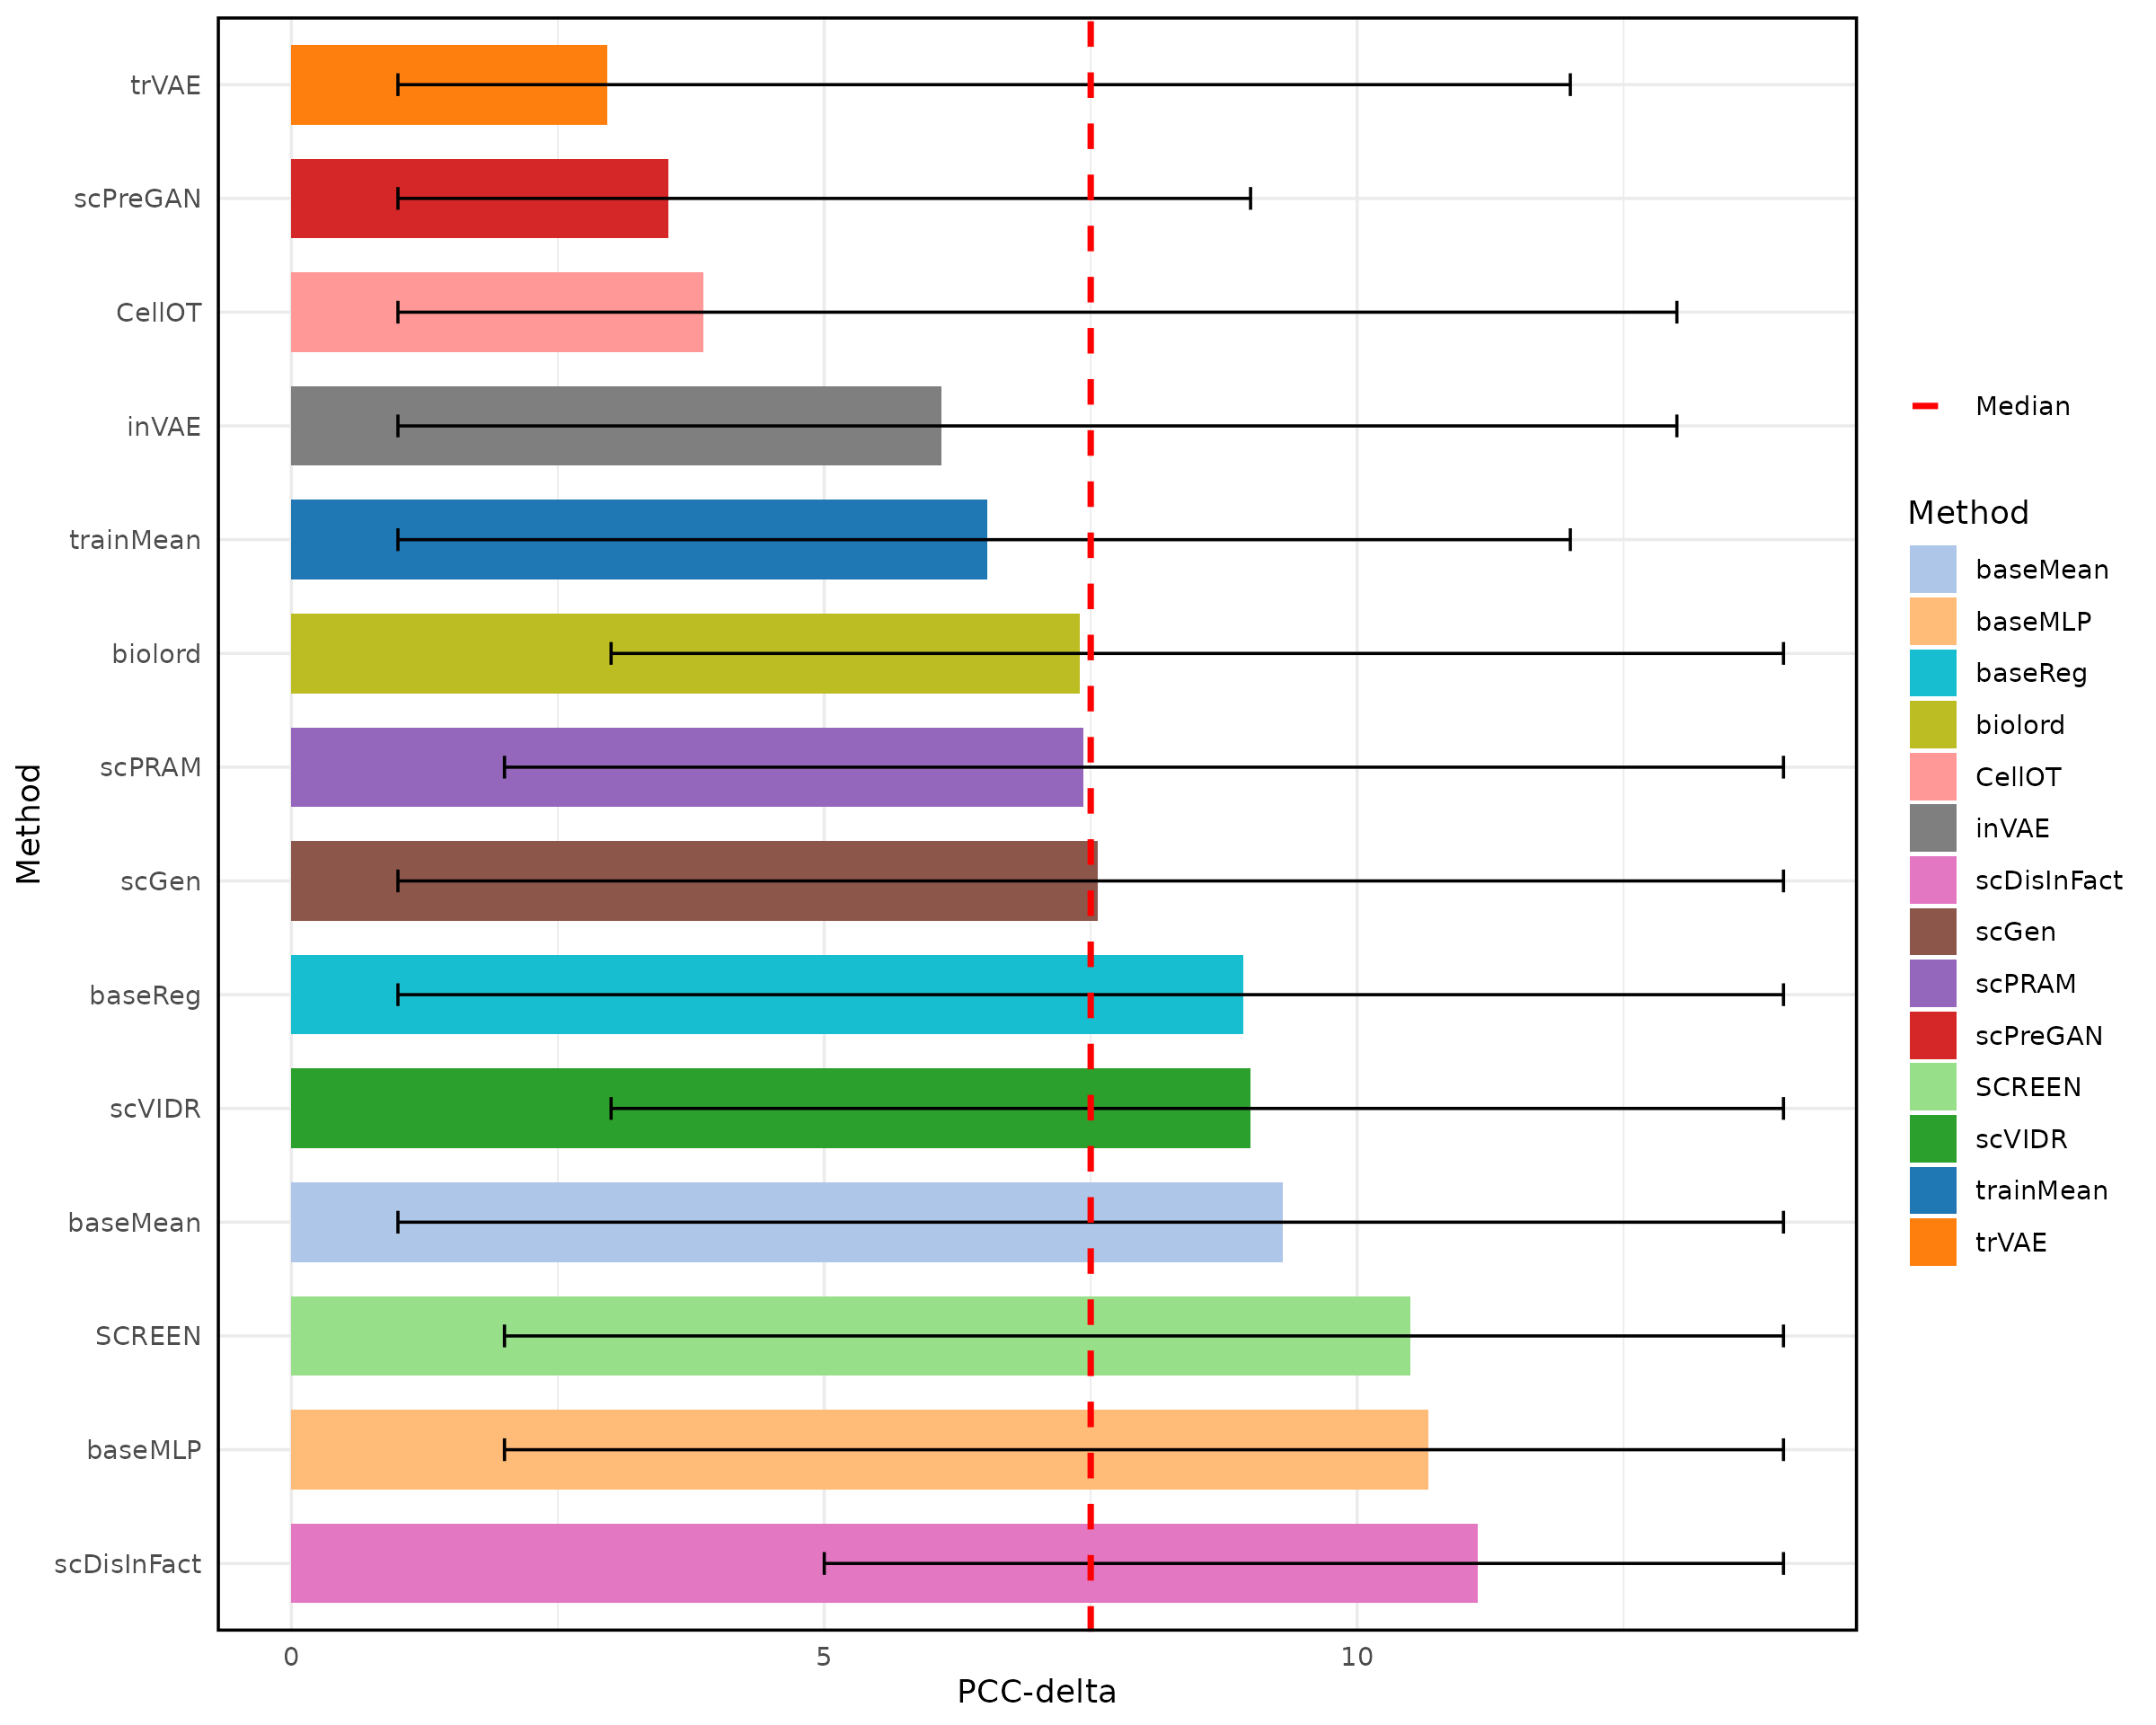 trVAE
scPreGAN
CellOT
inVAE
trainMean
biolord
scPRAM
scGen
baseReg
scVIDR
baseMean
SCREEN
baseMLP
scDisInFact
Method
0 5 10
PCC-delta
Median
Method
baseMean
baseMLP
baseReg
biolord
CellOT
inVAE
scDisInFact
scGen
scPRAM
scPreGAN
SCREEN
scVIDR
trainMean
trVAE